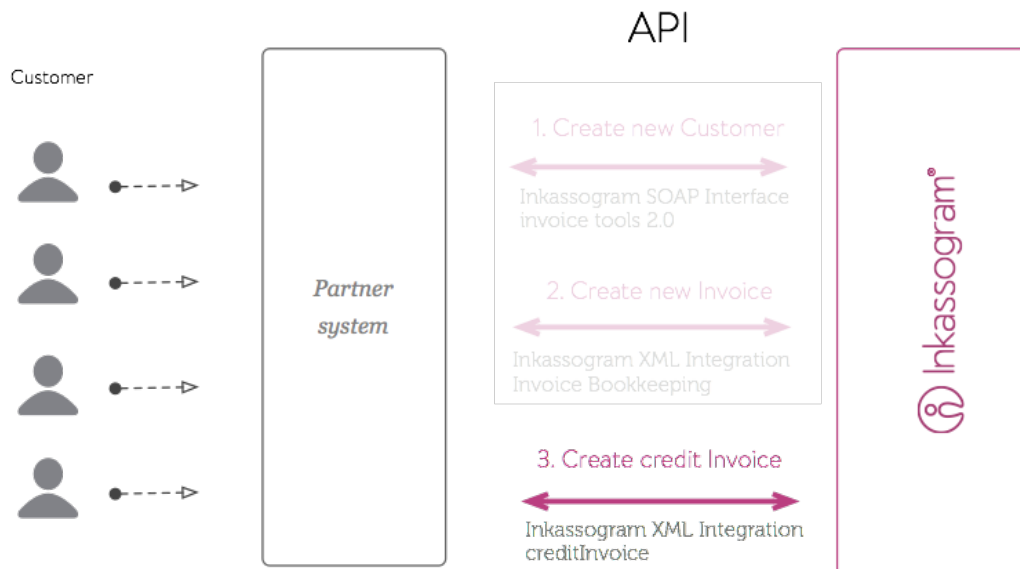 API
Customer
1. Create new Customer
Inkassogram SOAP Interface
invoice tools 2.0
Partner
system
2. Create new Invoice
Inkassogram XML Integration
Invoice Bookkeeping
3. Create credit Invoice
Inkassogram XML Integration
creditInvoice
Inkassogram®